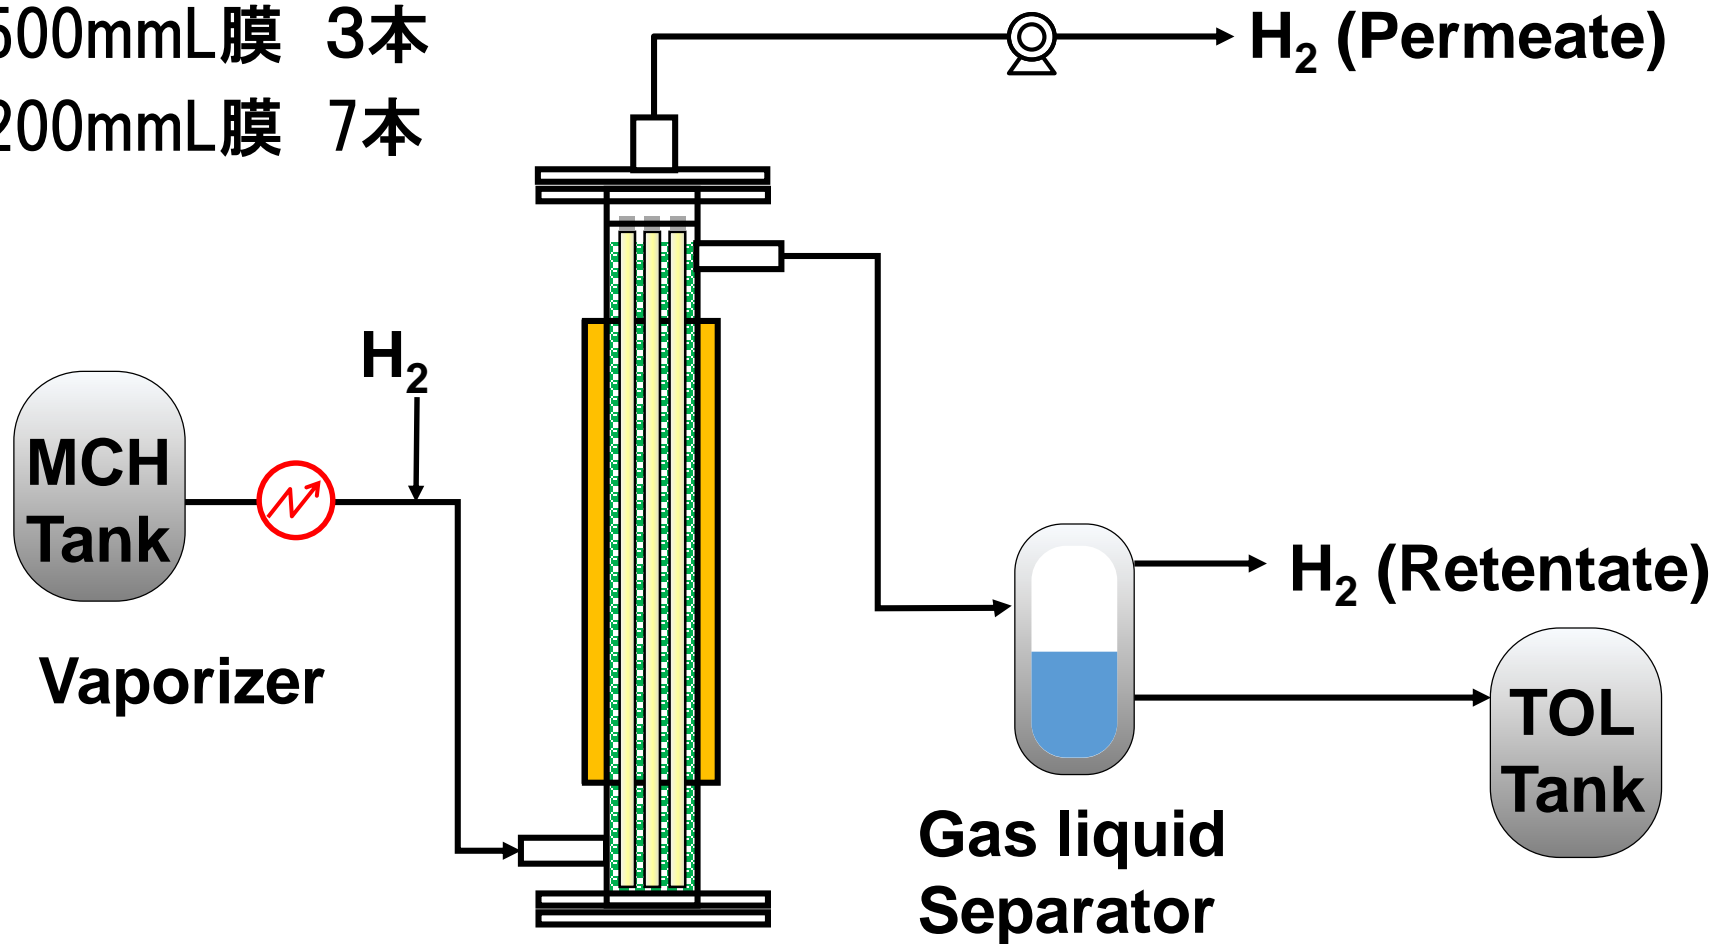 500mmL膜 3本
200mmL膜 7本
H₂ (Permeate)
H₂
MCH
Tank
Vaporizer
H₂ (Retentate)
TOL
Tank
Gas liquid
Separator